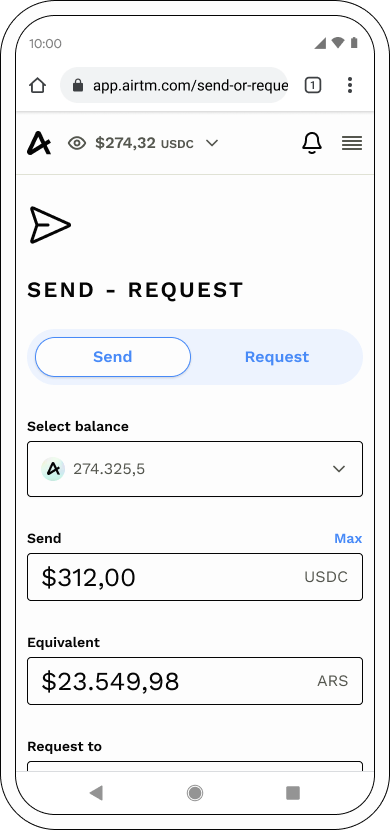 10:00
app.airtm.com/send-or-reque
1
$274,32 USDC
SEND - REQUEST
Send Request
Select balance
274.325,5
Send Max
$312,00 USDC
Equivalent
$23.549,98 ARS
Request to